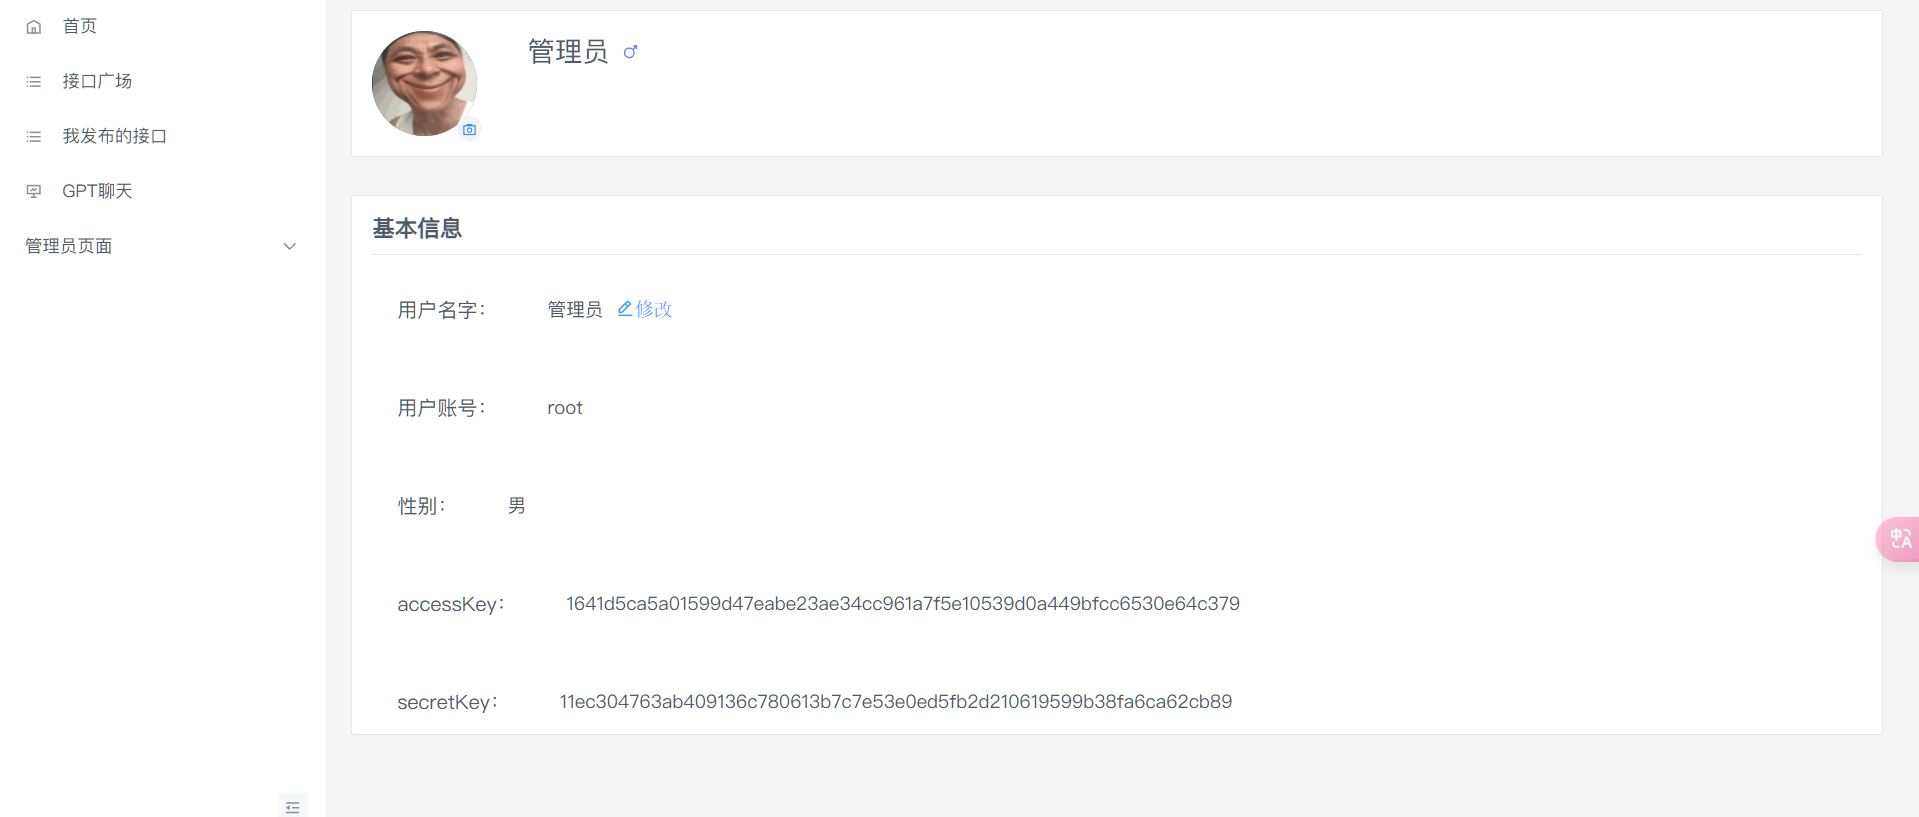 首页
接口广场
我发布的接口
GPT聊天
管理员页面
管理员
基本信息
用户名字： 管理员 修改
用户账号： root
性别： 男
accessKey： 1641d5ca5a01599d47eabe23ae34cc961a7f5e10539d0a449bfcc6530e64c379
secretKey： 11ec304763ab409136c780613b7c7e53e0ed5fb2d210619599b38fa6ca62cb89
中A